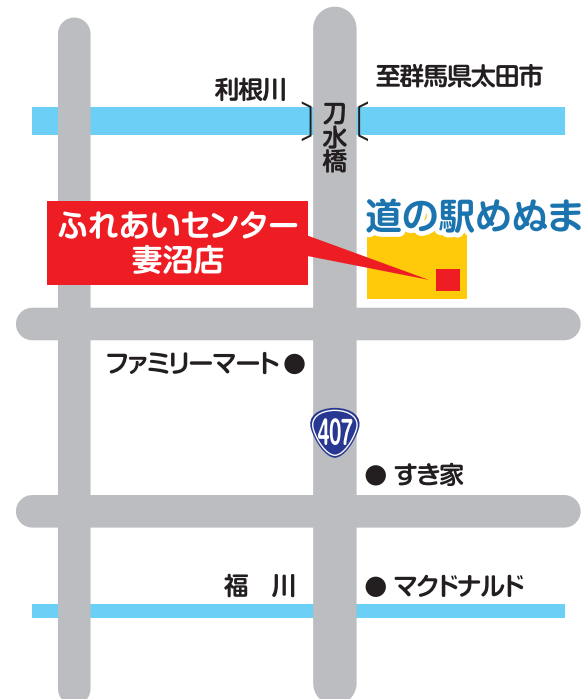 利根川
至群馬県太田市
刀水橋
道の駅めぬま
ふれあいセンター
妻沼店
ファミリーマート
407
すき家
福 川
マクドナルド